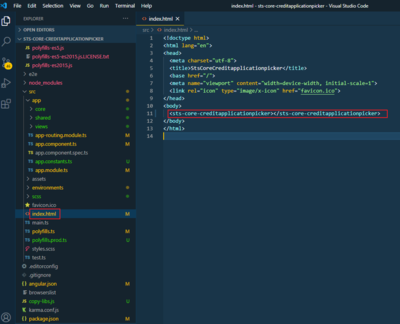 File Edit Selection View Go Run Terminal Help
index.html - sts-core-creditapplicationpicker - Visual Studio Code
EXPLORER
OPEN EDITORS
STS-CORE-CREDITAPPLICATIONPICKER
polyfills-es5.js
polyfills-es5-es2015.js.LICENSE.txt
polyfills-es2015.js
e2e
node_modules
src
app
core
shared
views
app-routing.module.ts M
app.component.ts M
app.component.spec.ts
app.constants.ts U
app.module.ts M
assets
environments
scss
favicon.ico
index.html M
main.ts
polyfills.ts M
polyfills.prod.ts U
styles.scss
test.ts
.editorconfig
.gitignore
angular.json M
browserslist
copy-libs.js U
karma.conf.js
package.json M
index.html M
src > index.html > ...
1 <!doctype html>
2 <html lang="en">
3 <head>
4 <meta charset="utf-8">
5 <title>StsCoreCreditapplicationpicker</title>
6 <base href="/">
7 <meta name="viewport" content="width=device-width, initial-scale=1">
8 <link rel="icon" type="image/x-icon" href="favicon.ico">
9 </head>
10 <body>
11 <sts-core-creditapplicationpicker></sts-core-creditapplicationpicker>
12 </body>
13 </html>
14